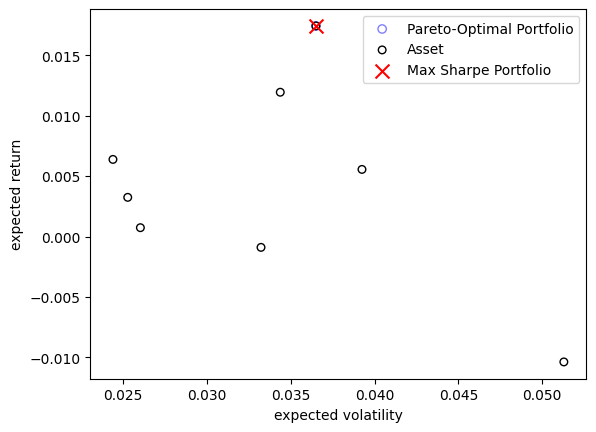 Pareto-Optimal Portfolio
Asset
Max Sharpe Portfolio
0.015
0.010
0.005
0.000
−0.005
−0.010
expected return
0.025
0.030
0.035
0.040
0.045
0.050
expected volatility